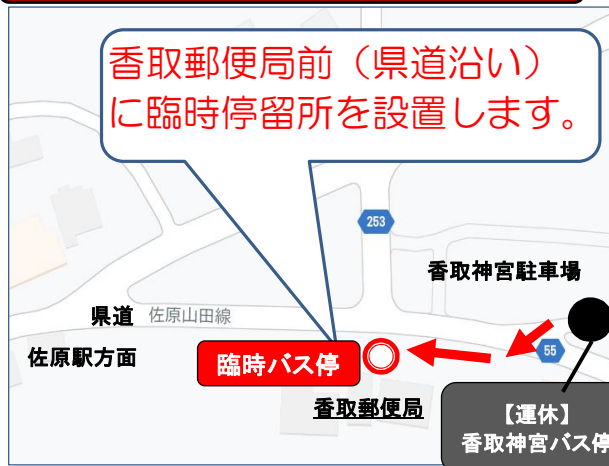 香取郵便局前（県道沿い）
に臨時停留所を設置します。
253
香取神宮駐車場
県道 佐原山田線
佐原駅方面
臨時バス停
55
香取郵便局
【運休】
香取神宮バス停